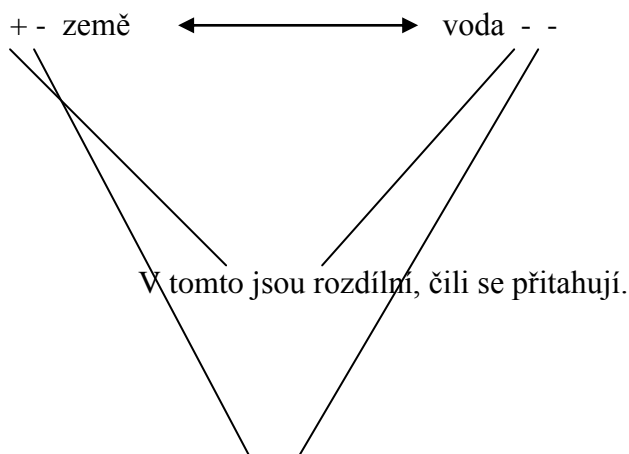 + - země voda - -
V tomto jsou rozdílní, čili se přitahují.